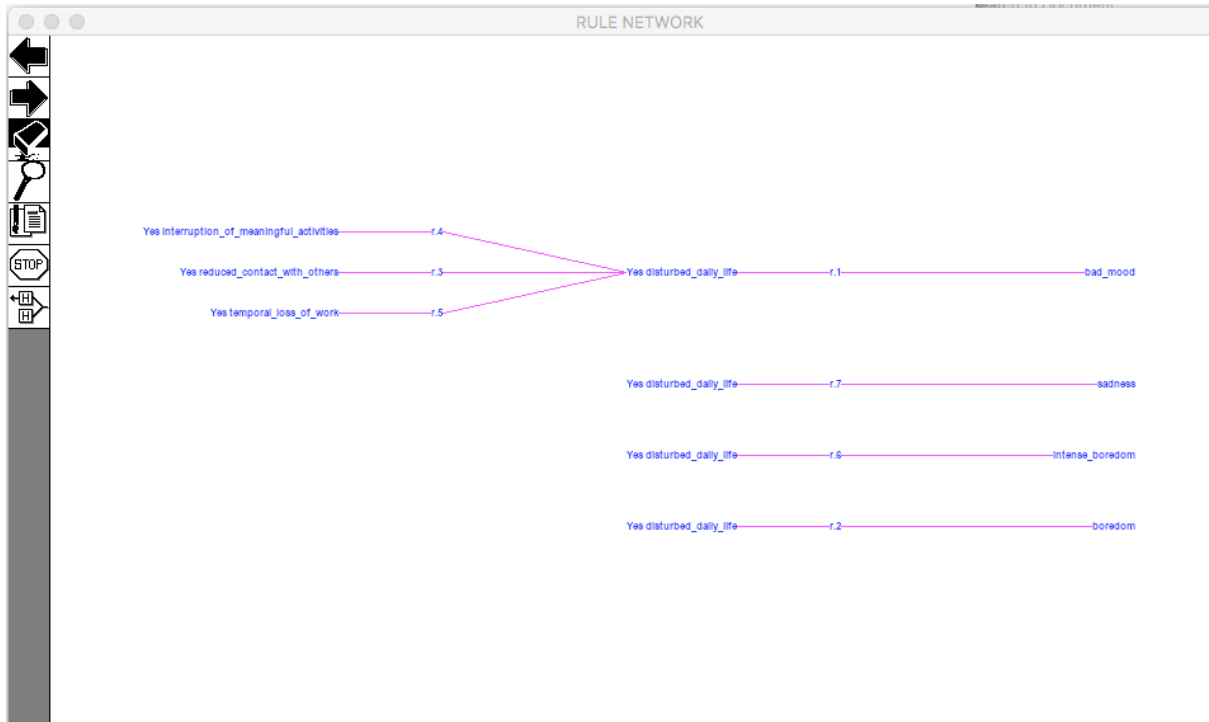 RULE NETWORK
STOP
H
H
Yes interruption_of_meaningful_activities r.4
Yes reduced_contact_with_others r.3 Yes disturbed_daily_life r.1 bad_mood
Yes temporal_loss_of_work r.5
Yes disturbed_daily_life r.7 sadness
Yes disturbed_daily_life r.6 intense_boredom
Yes disturbed_daily_life r.2 boredom